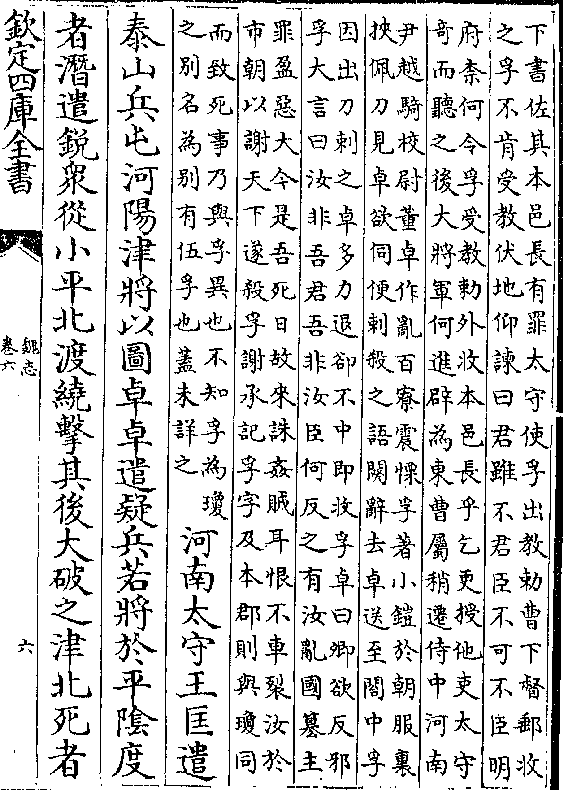 下書佐其本邑長有罪太守使孚出教勅曹下督郵收
之孚不肯受教伏地仰諫曰君雖不君臣不可不臣明
府柰何令孚受教勅外收本邑長乎乞更授他吏太守
奇而聽之後大將軍何進辟為東曹屬稍遷侍中河南
尹越騎校尉董卓作亂百寮震慄孚著小鎧於朝服裏
挾佩刀見卓欲伺便刺殺之語闋辭去卓送至閤中孚
因出刀刺之卓多力退卻不中即收孚卓曰卿欲反邪
孚大言曰汝非吾君吾非汝臣何反之有汝亂國簒主
罪盈惡大今是吾死日故來誅姦賊耳恨不車裂汝於
市朝以謝天下遂殺孚謝承記孚字及本郡則與瓊同
而致死事乃與孚異也不知孚為瓊
之別名為別有伍孚也蓋未詳之
河南太守王匡遣
泰山兵屯河陽津將以圖卓卓遣疑兵若將於平陰度
者潛遣銳衆從小平北渡繞擊其後大破之津北死者
欽定四庫全書
魏志
卷六
六